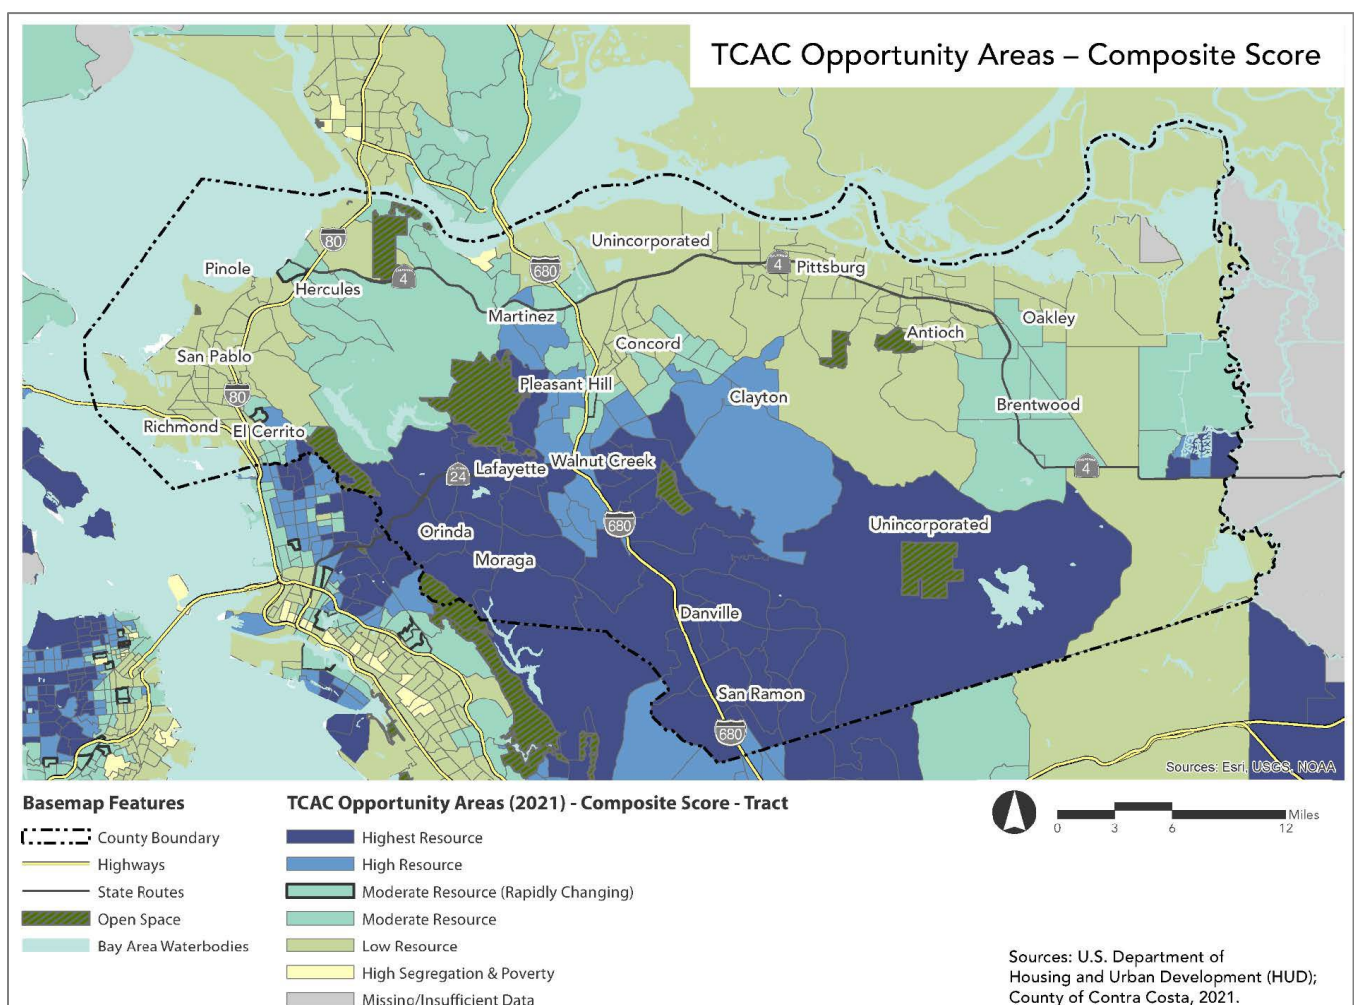 TCAC Opportunity Areas – Composite Score
80
Unincorporated
Pinole
4
680
4
Pittsburg
Hercules
Martinez
Oakley
Antioch
Concord
San Pablo
Pleasant Hill
80
Clayton
Brentwood
Richmond
El Cerrito
Walnut Creek
24
Lafayette
4
680
Unincorporated
Orinda
Moraga
Danville
San Ramon
680
Sources: Esri, USGS, NOAA
Basemap Features
County Boundary
Highways
State Routes
Open Space
Bay Area Waterbodies
TCAC Opportunity Areas (2021) - Composite Score - Tract
Highest Resource
High Resource
Moderate Resource (Rapidly Changing)
Moderate Resource
Low Resource
High Segregation & Poverty
Missing/Insufficient Data
Miles
0 3 6 12
Sources: U.S. Department of
Housing and Urban Development (HUD);
County of Contra Costa, 2021.